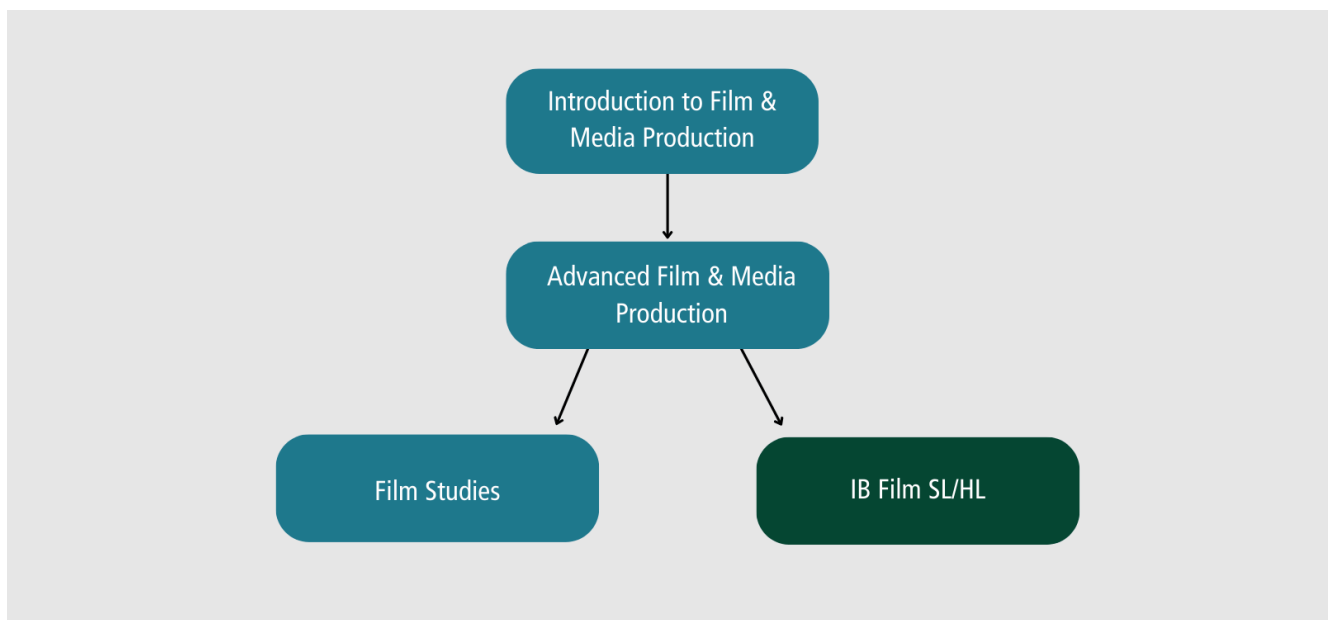 Introduction to Film &
Media Production
Advanced Film & Media
Production
Film Studies
IB Film SL/HL